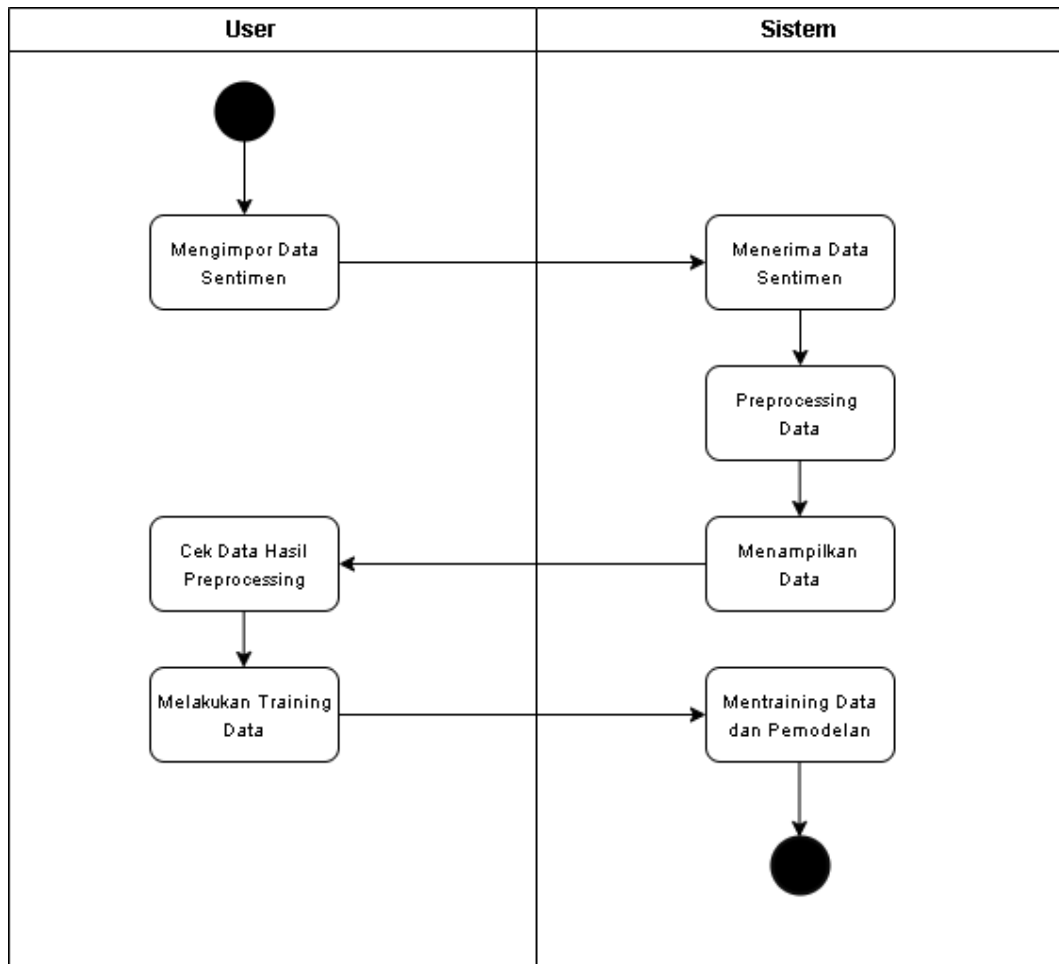 User
Sistem
Mengimpor Data
Sentimen
Menerima Data
Sentimen
Preprocessing
Data
Cek Data Hasil
Preprocessing
Menampilkan
Data
Melakukan Training
Data
Mentraining Data
dan Pemodelan